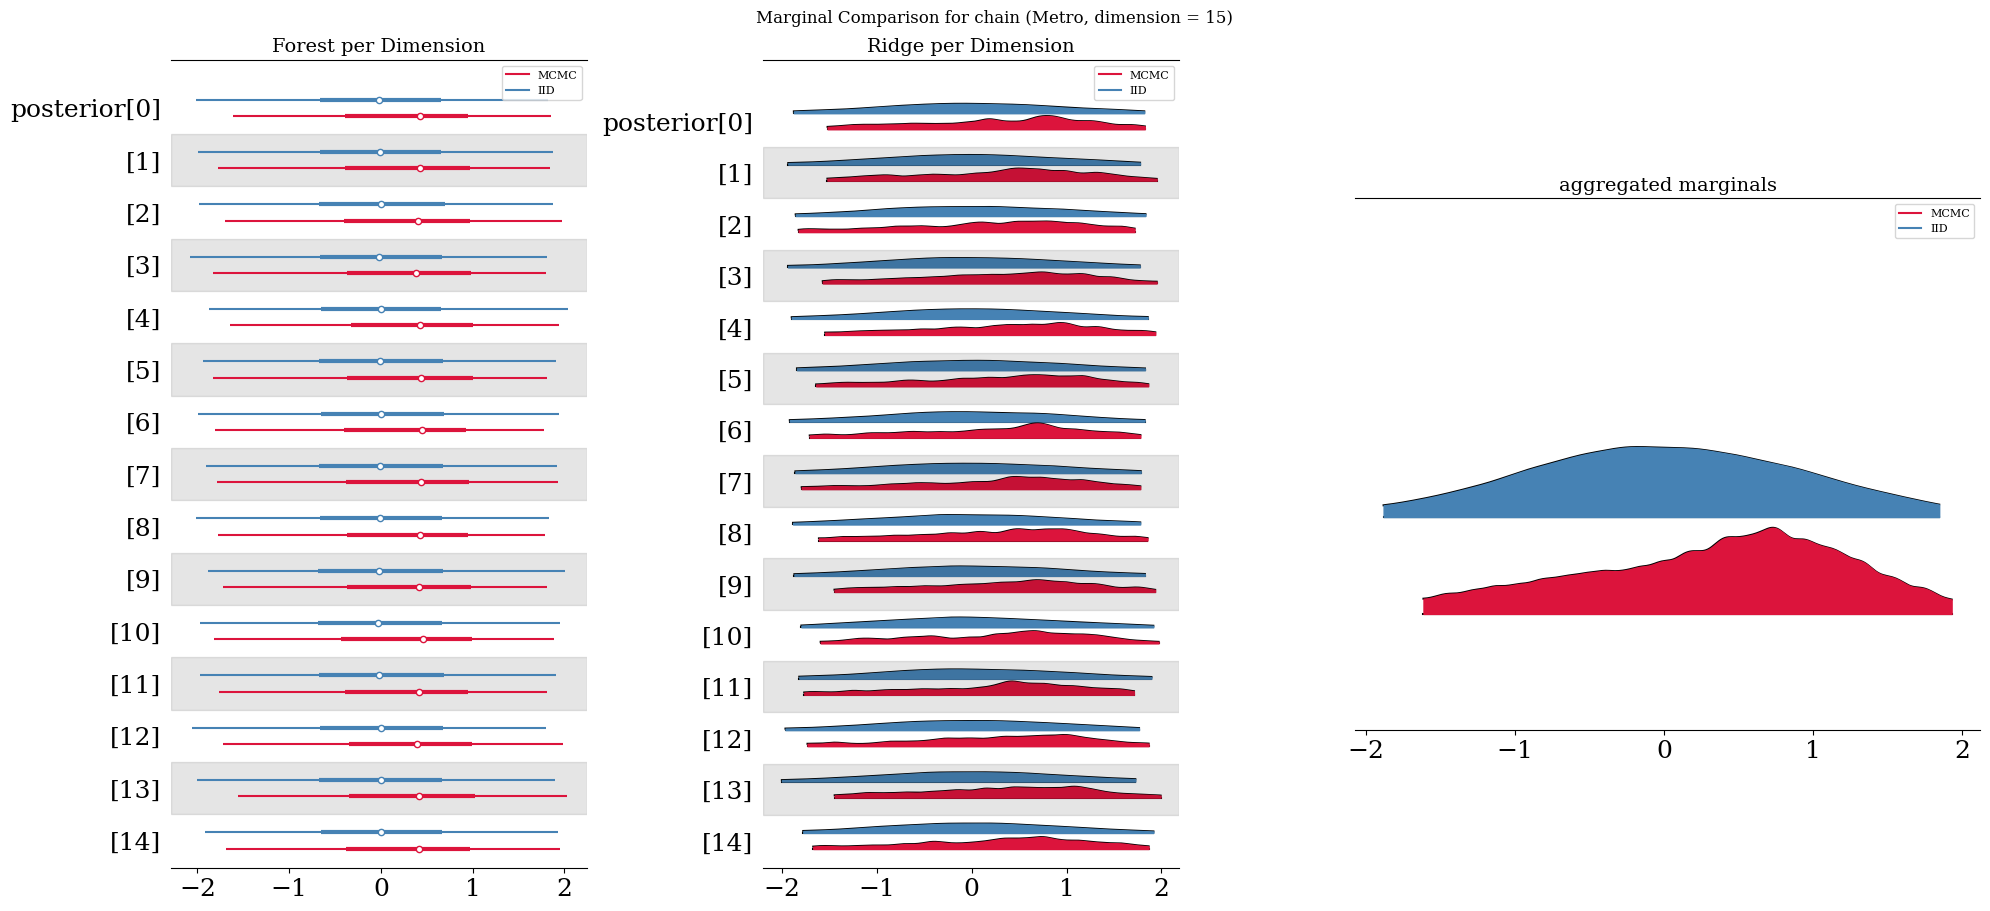 Marginal Comparison for chain (Metro, dimension = 15)
Forest per Dimension
MCMC
IID
posterior[0]
[1]
[2]
[3]
[4]
[5]
[6]
[7]
[8]
[9]
[10]
[11]
[12]
[13]
[14]
−2 −1 0 1 2
Ridge per Dimension
MCMC
IID
posterior[0]
[1]
[2]
[3]
[4]
[5]
[6]
[7]
[8]
[9]
[10]
[11]
[12]
[13]
[14]
−2 −1 0 1 2
aggregated marginals
MCMC
IID
−2 −1 0 1 2